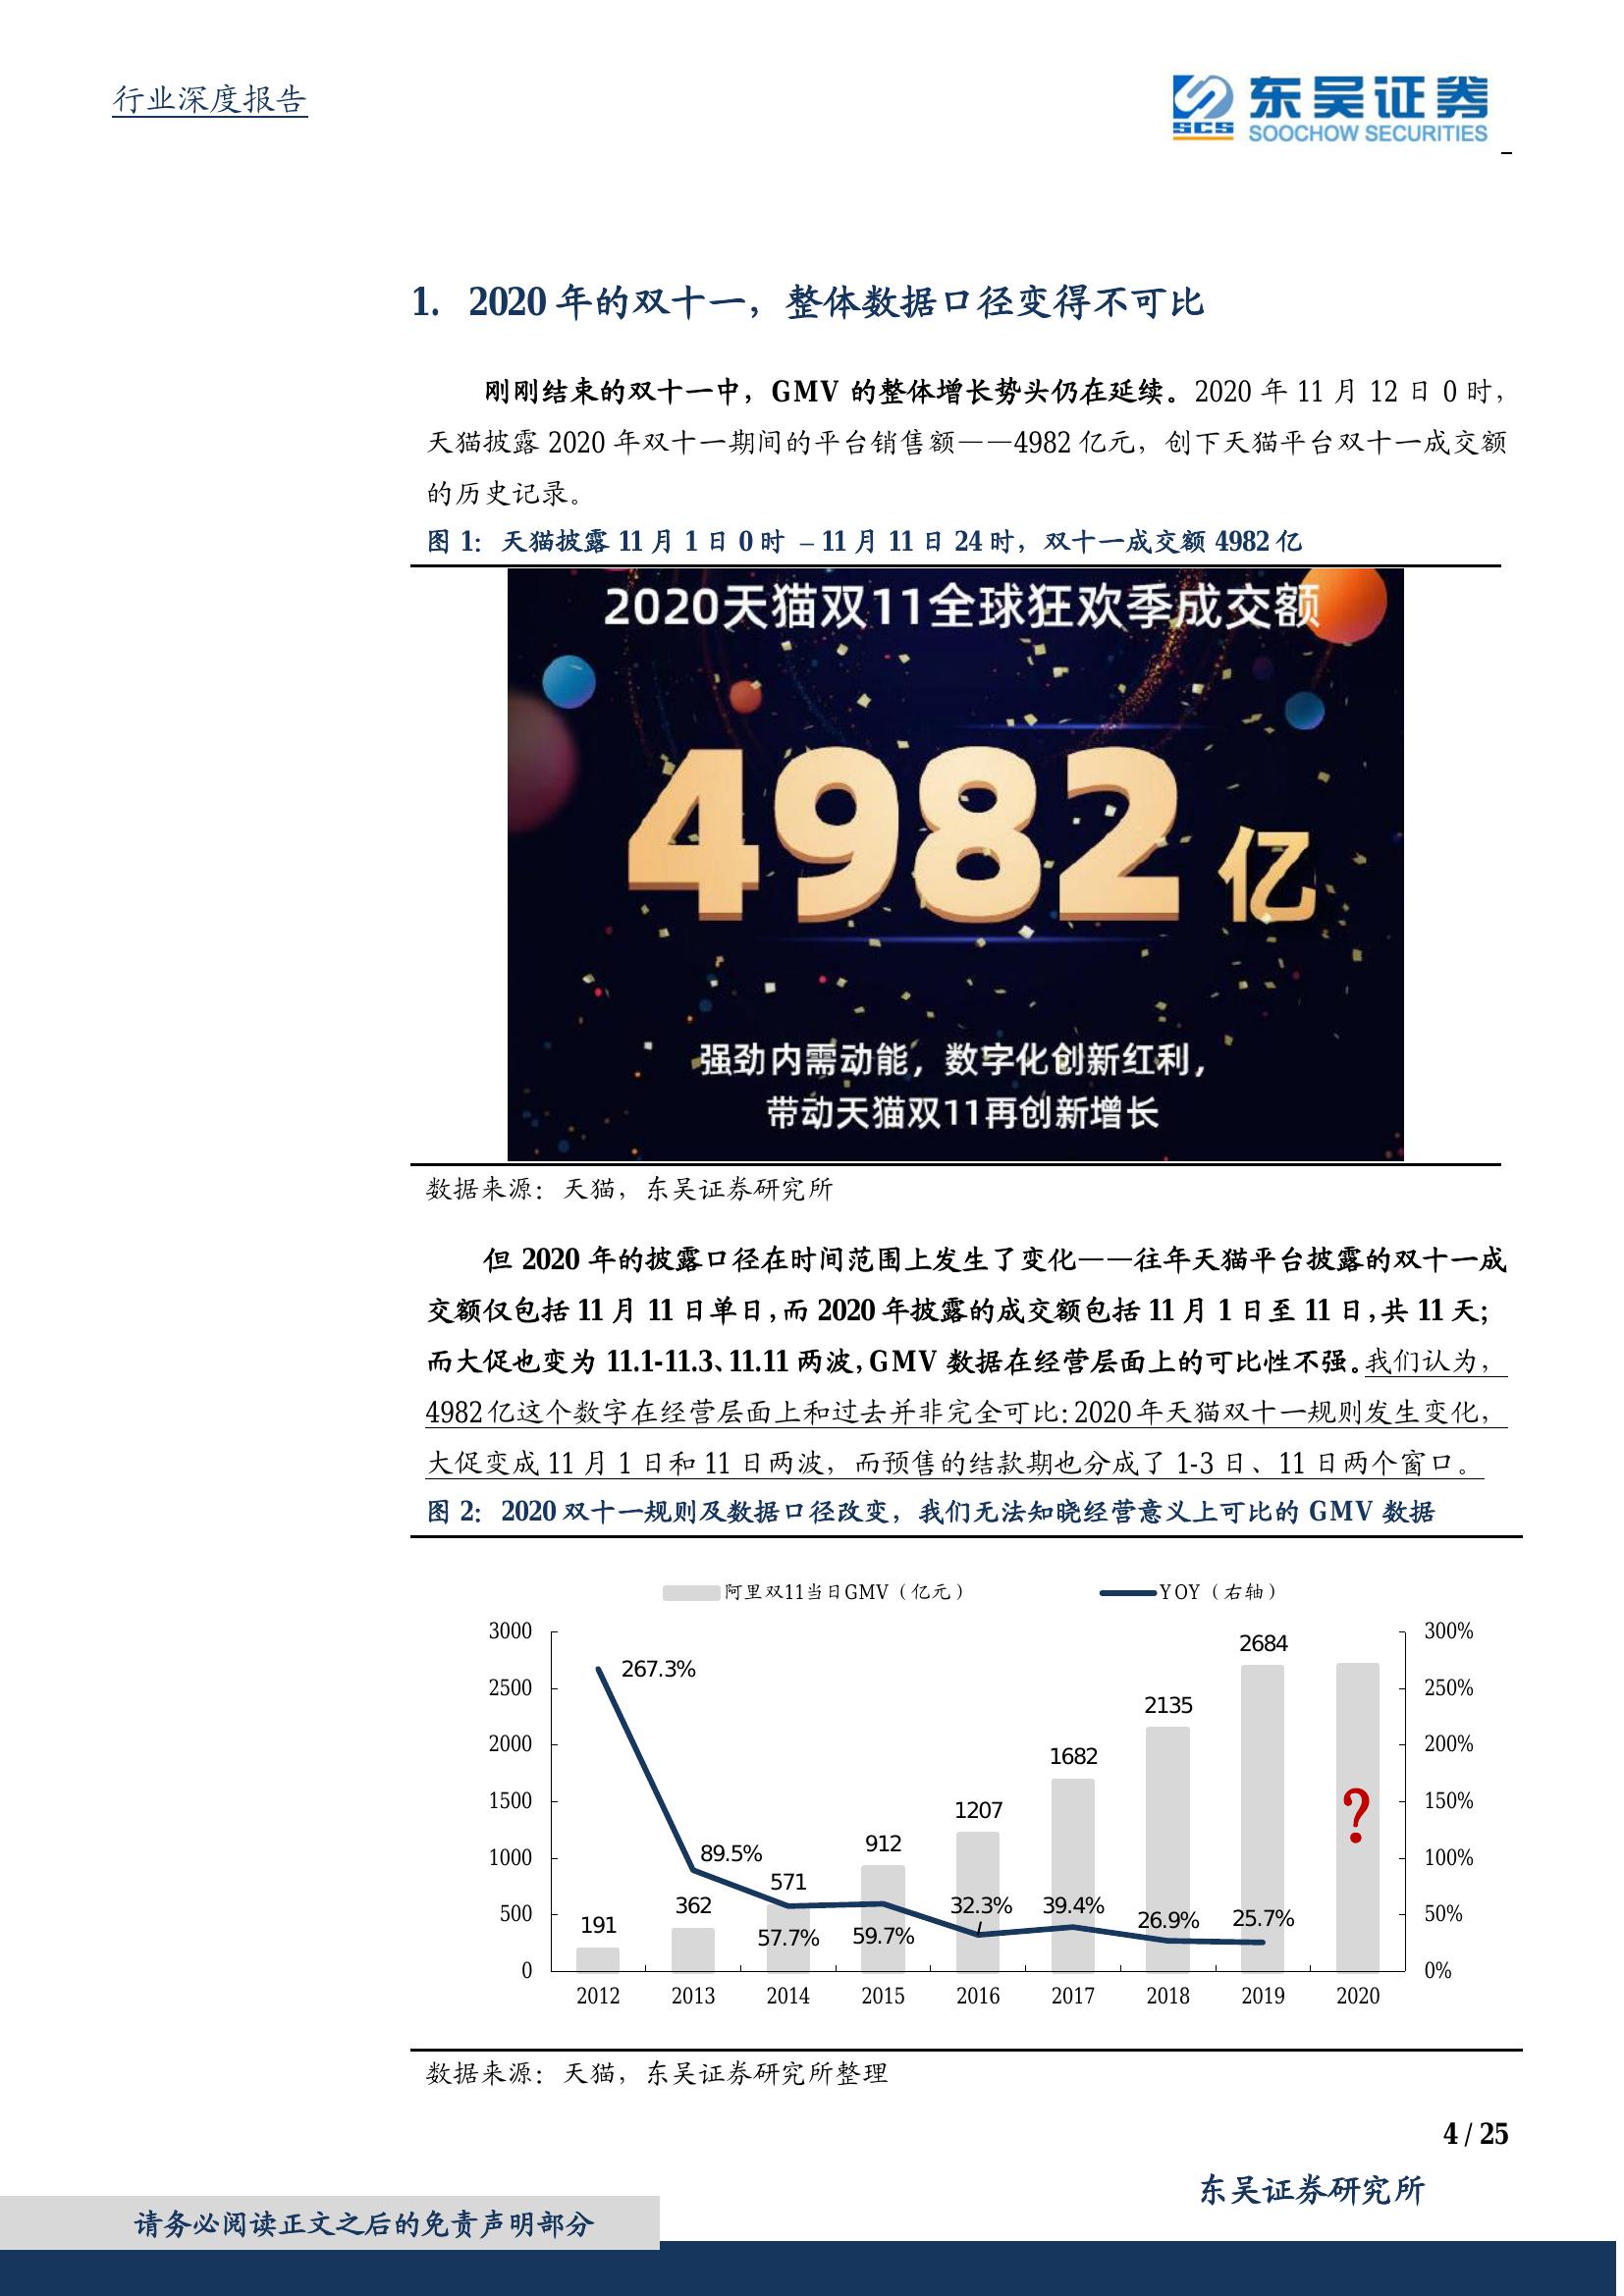 行业深度报告
SCS
东吴证券
SOOCHOW SECURITIES
1. 2020 年的双十一，整体数据口径变得不可比
刚刚结束的双十一中，GMV 的整体增长势头仍在延续。2020 年 11 月 12 日 0 时，
天猫披露 2020 年双十一期间的平台销售额——4982 亿元，创下天猫平台双十一成交额
的历史记录。
图 1：天猫披露 11 月 1 日 0 时 – 11 月 11 日 24 时，双十一成交额 4982 亿
2020天猫双11全球狂欢季成交额
4982 亿
强劲内需动能，数字化创新红利，
带动天猫双11再创新增长
数据来源：天猫，东吴证券研究所
但 2020 年的披露口径在时间范围上发生了变化——往年天猫平台披露的双十一成
交额仅包括 11 月 11 日单日，而 2020 年披露的成交额包括 11 月 1 日至 11 日，共 11 天；
而大促也变为 11.1-11.3、11.11 两波，GMV 数据在经营层面上的可比性不强。我们认为，
4982 亿这个数字在经营层面上和过去并非完全可比：2020 年天猫双十一规则发生变化，
大促变成 11 月 1 日和 11 日两波，而预售的结款期也分成了 1-3 日、11 日两个窗口。
图 2：2020 双十一规则及数据口径改变，我们无法知晓经营意义上可比的 GMV 数据
阿里双11当日GMV（亿元） YOY（右轴）
3000 2684 300%
267.3%
2500 250%
2135
2000 200%
1682
1500 ? 150%
1207
912
1000 89.5% 100%
571
362 32.3% 39.4%
500 50%
191 57.7% 59.7% 26.9% 25.7%
0 0%
2012 2013 2014 2015 2016 2017 2018 2019 2020
数据来源：天猫，东吴证券研究所整理
4 / 25
东吴证券研究所
请务必阅读正文之后的免责声明部分